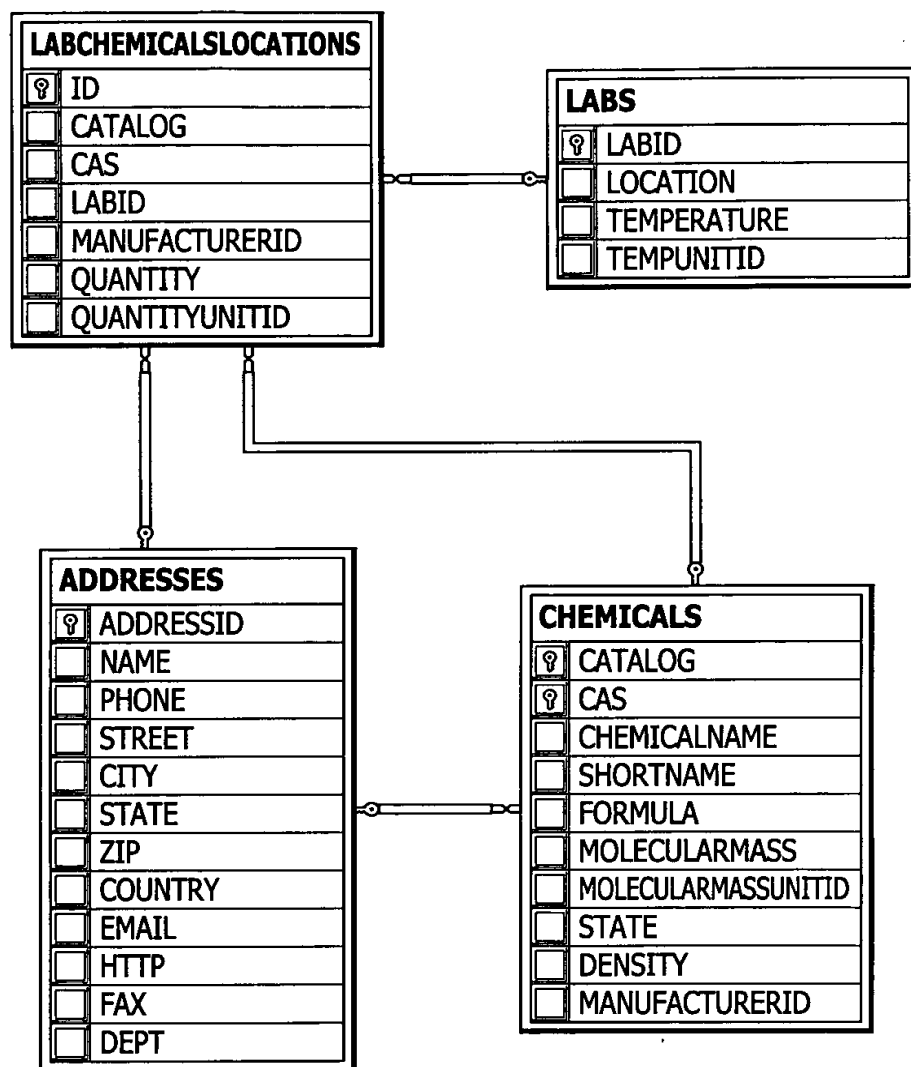 LABCHEMICALSLOCATIONS
ID
CATALOG
CAS
LABID
MANUFACTURERID
QUANTITY
QUANTITYUNITID
LABS
LABID
LOCATION
TEMPERATURE
TEMPUNITID
ADDRESSES
ADDRESSID
NAME
PHONE
STREET
CITY
STATE
ZIP
COUNTRY
EMAIL
HTTP
FAX
DEPT
CHEMICALS
CATALOG
CAS
CHEMICALNAME
SHORTNAME
FORMULA
MOLECULARMASS
MOLECULARMASSUNITID
STATE
DENSITY
MANUFACTURERID